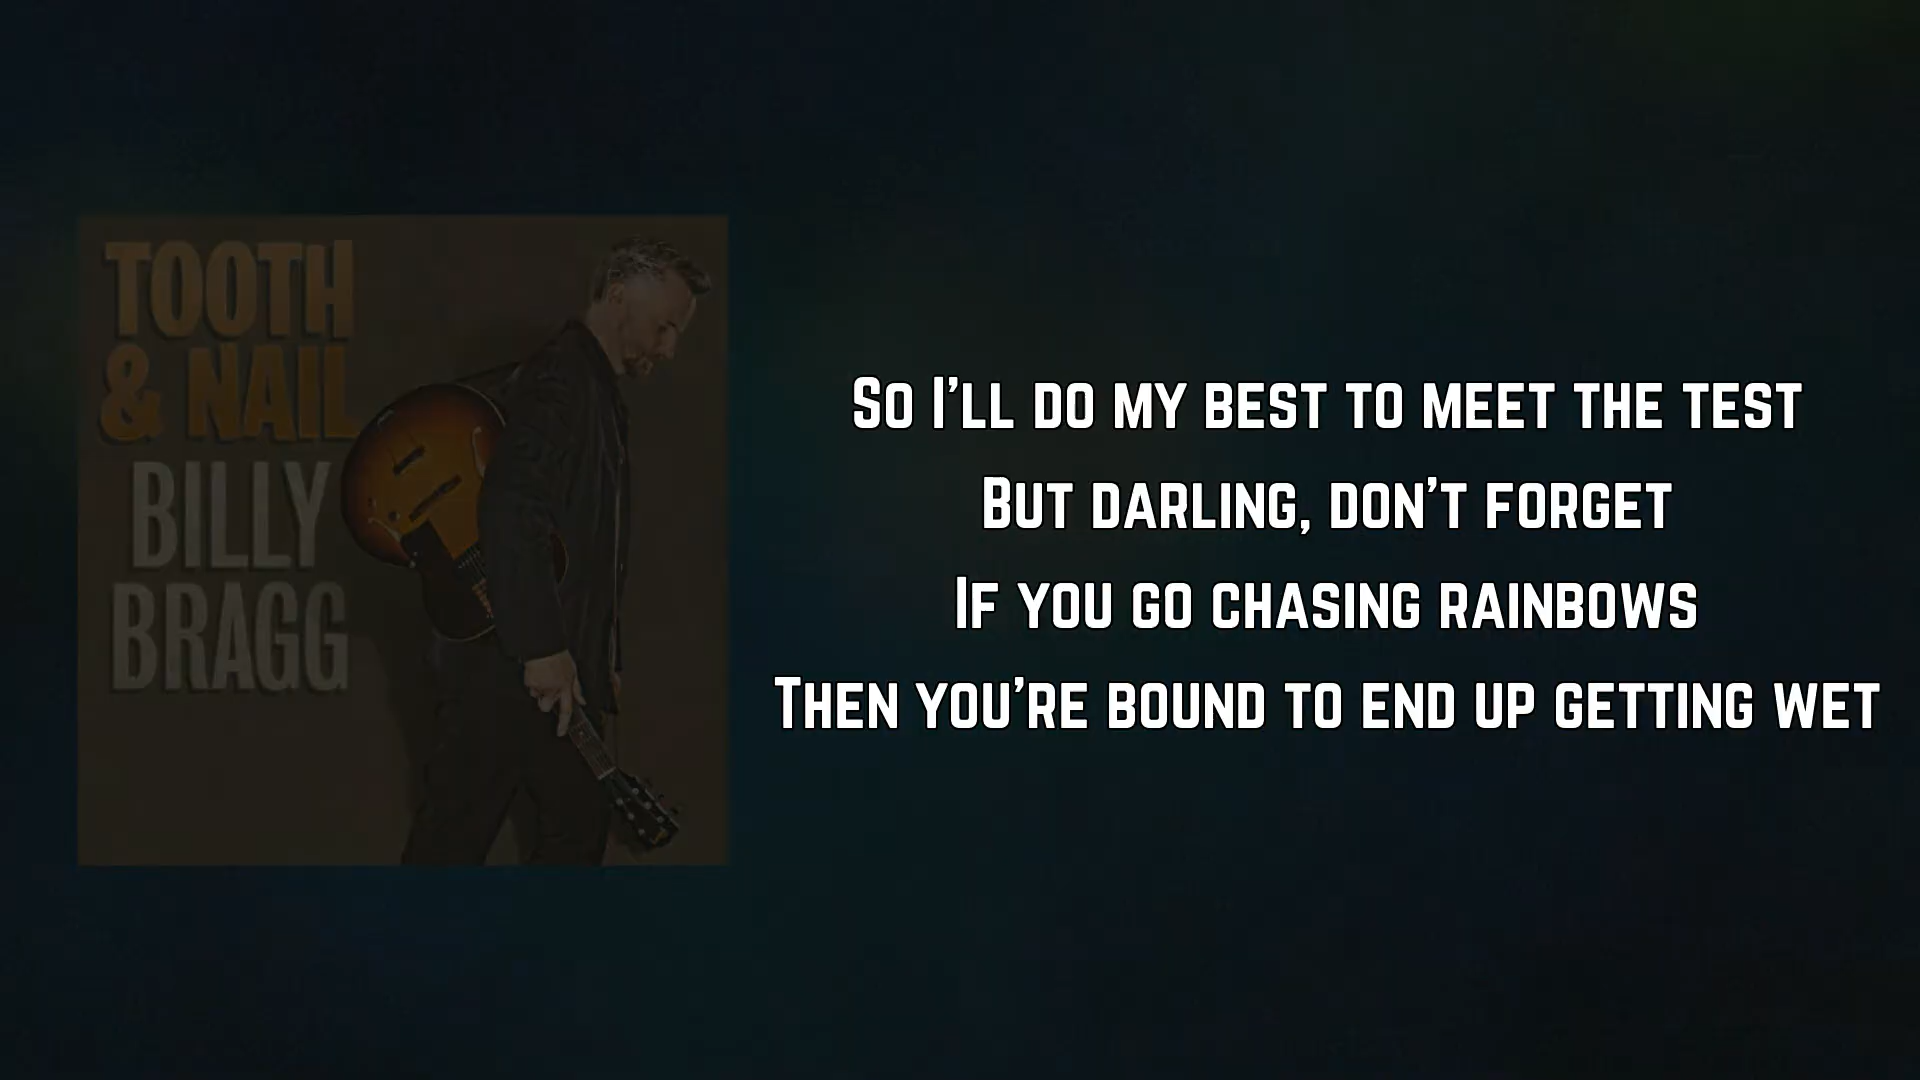 TOOTH
& NAIL
BILLY
BRAGG
So I'll do my best to meet the test
But darling, don't forget
If you go chasing rainbows
Then you're bound to end up getting wet